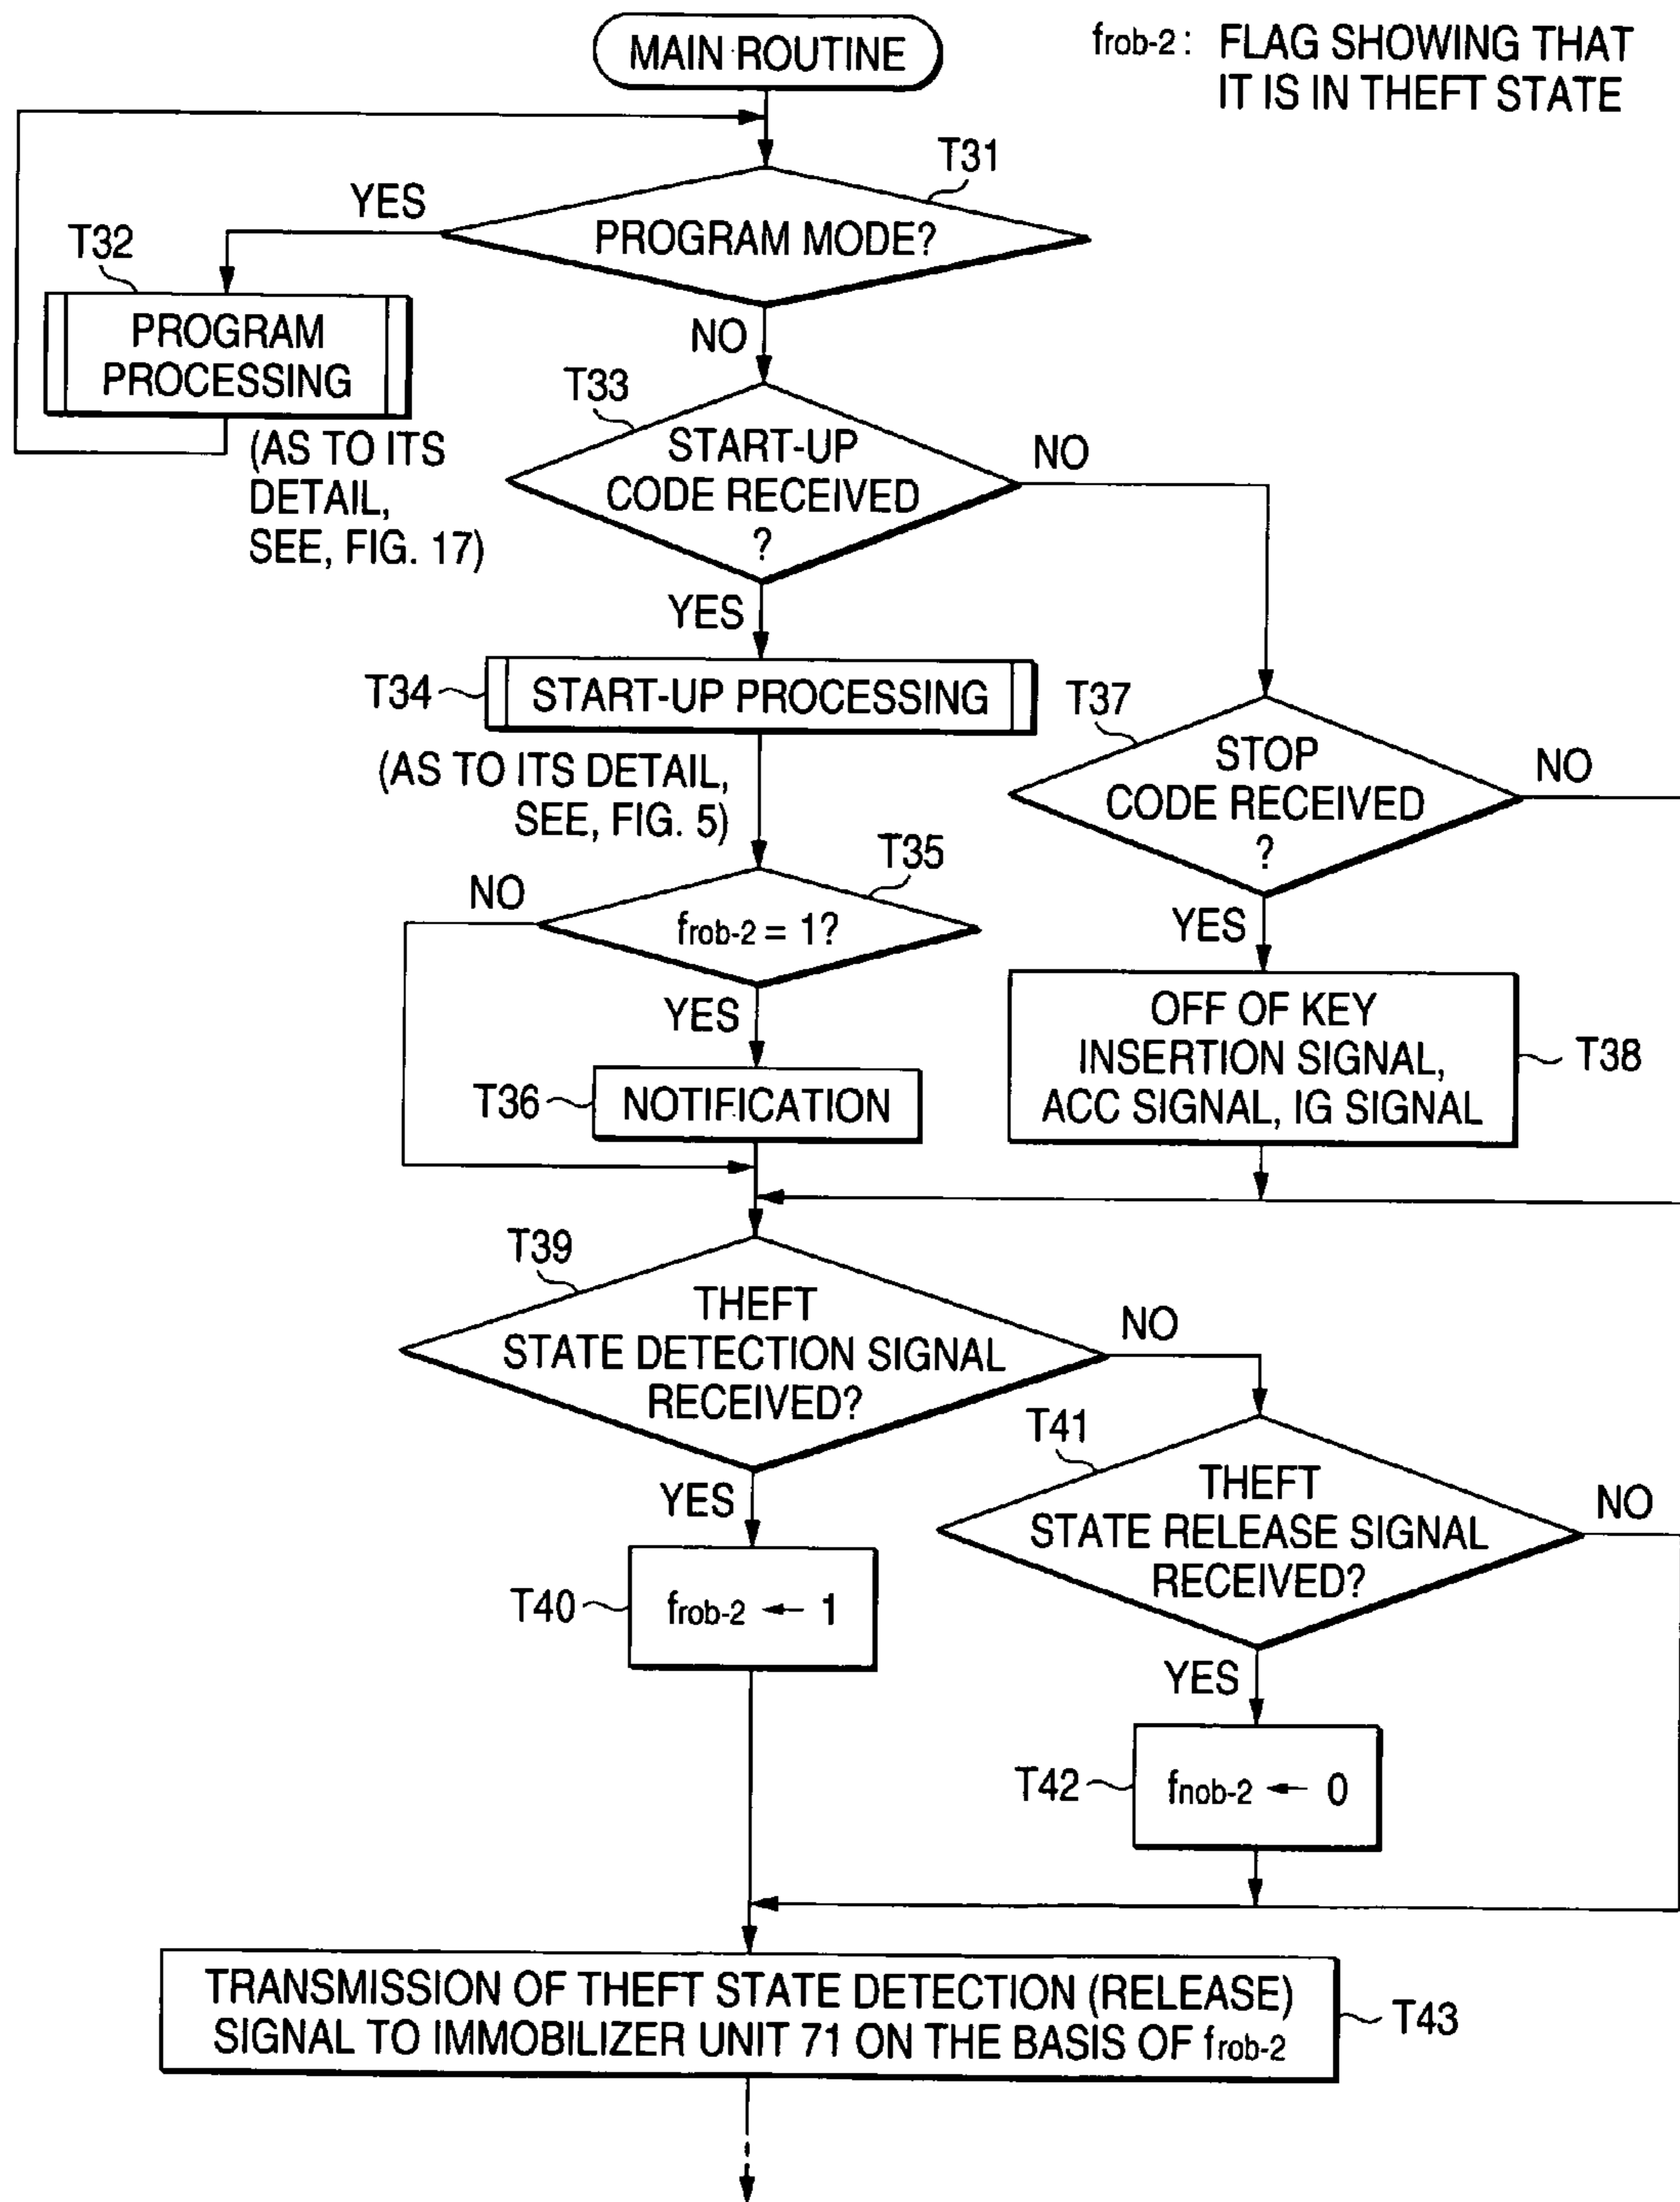 MAIN ROUTINE
frob-2: FLAG SHOWING THAT
IT IS IN THEFT STATE
T31
YES
PROGRAM MODE?
T32
PROGRAM
PROCESSING
NO
(AS TO ITS
DETAIL,
SEE, FIG. 17)
T33
START-UP
CODE RECEIVED
?
NO
YES
T34
START-UP PROCESSING
(AS TO ITS DETAIL,
SEE, FIG. 5)
T37
STOP
CODE RECEIVED
?
NO
YES
T35
NO
frob-2 = 1?
YES
T36
NOTIFICATION
OFF OF KEY
INSERTION SIGNAL,
ACC SIGNAL, IG SIGNAL
T38
T39
THEFT
STATE DETECTION SIGNAL
RECEIVED?
NO
YES
T41
THEFT
STATE RELEASE SIGNAL
RECEIVED?
NO
T40
frob-2 ← 1
YES
T42
fnob-2 ← 0
TRANSMISSION OF THEFT STATE DETECTION (RELEASE)
SIGNAL TO IMMOBILIZER UNIT 71 ON THE BASIS OF frob-2
T43